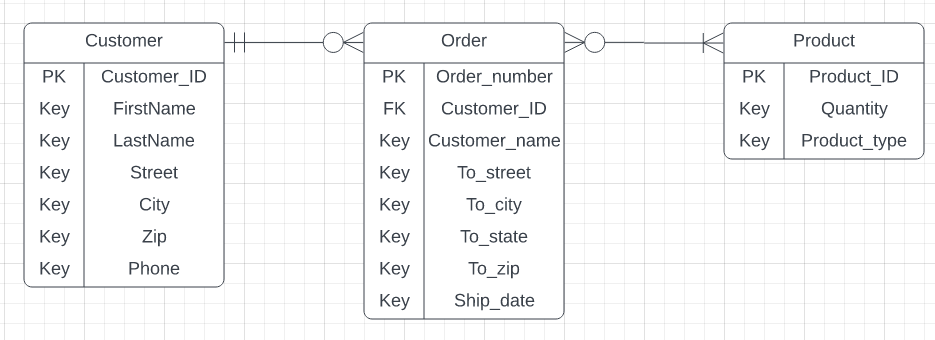 Customer
PK Customer_ID
Key FirstName
Key LastName
Key Street
Key City
Key Zip
Key Phone
Order
PK Order_number
FK Customer_ID
Key Customer_name
Key To_street
Key To_city
Key To_state
Key To_zip
Key Ship_date
Product
PK Product_ID
Key Quantity
Key Product_type